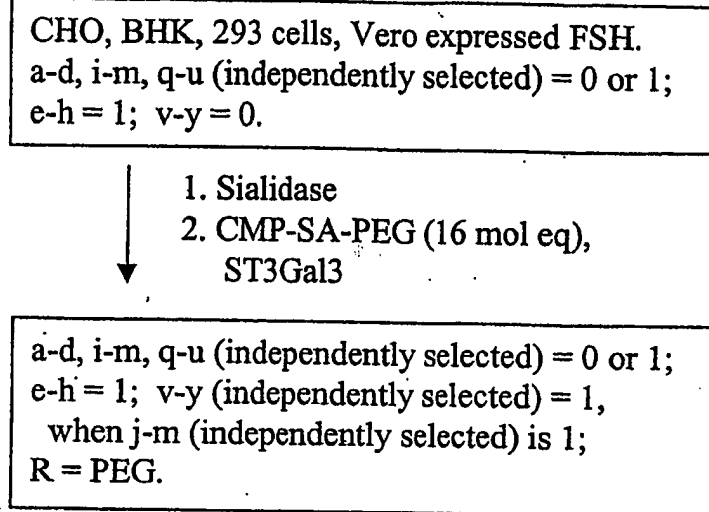 CHO, BHK, 293 cells, Vero expressed FSH.
a-d, i-m, q-u (independently selected) = 0 or 1;
e-h = 1; v-y = 0.
1. Sialidase
2. CMP-SA-PEG (16 mol eq),
ST3Gal3
a-d, i-m, q-u (independently selected) = 0 or 1;
e-h = 1; v-y (independently selected) = 1,
when j-m (independently selected) is 1;
R = PEG.